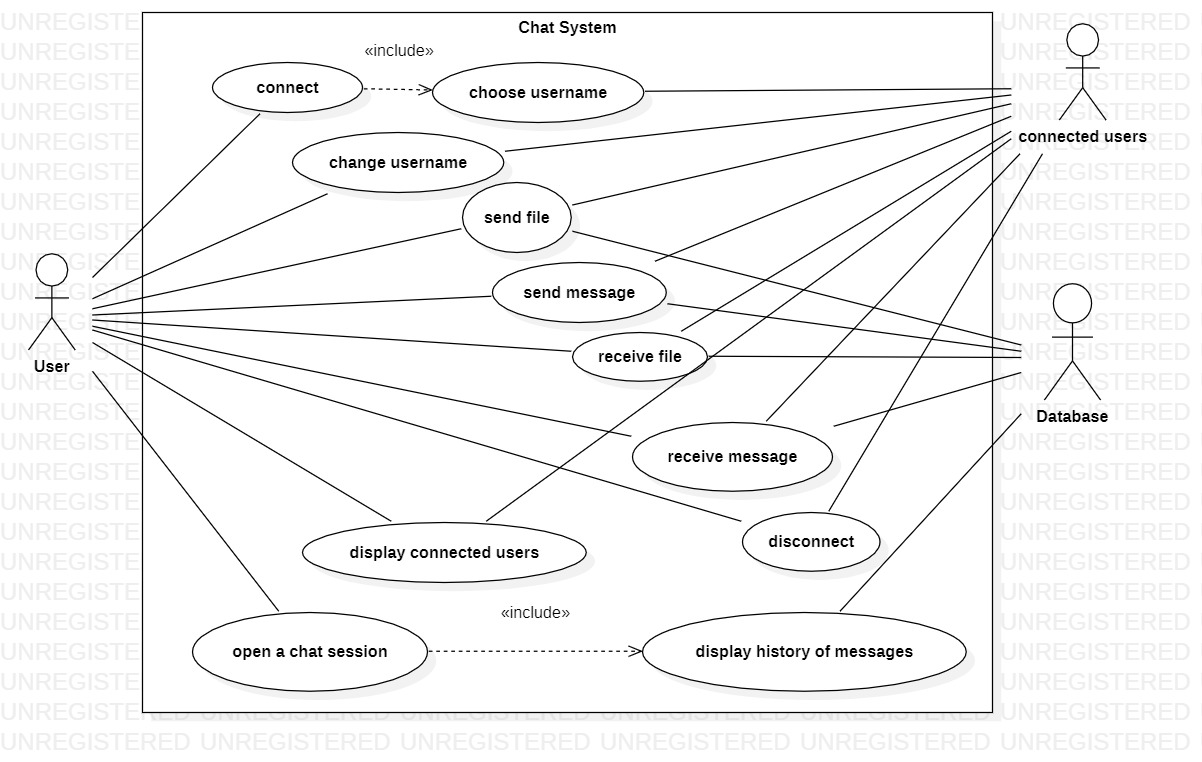 Chat System
«include»
connect
choose username
connected users
change username
send file
send message
receive file
User
Database
receive message
disconnect
display connected users
«include»
open a chat session
display history of messages
UNREGISTERED UNREGISTERED UNREGISTERED UNREGISTERED UNREGISTERED UNREGISTERED